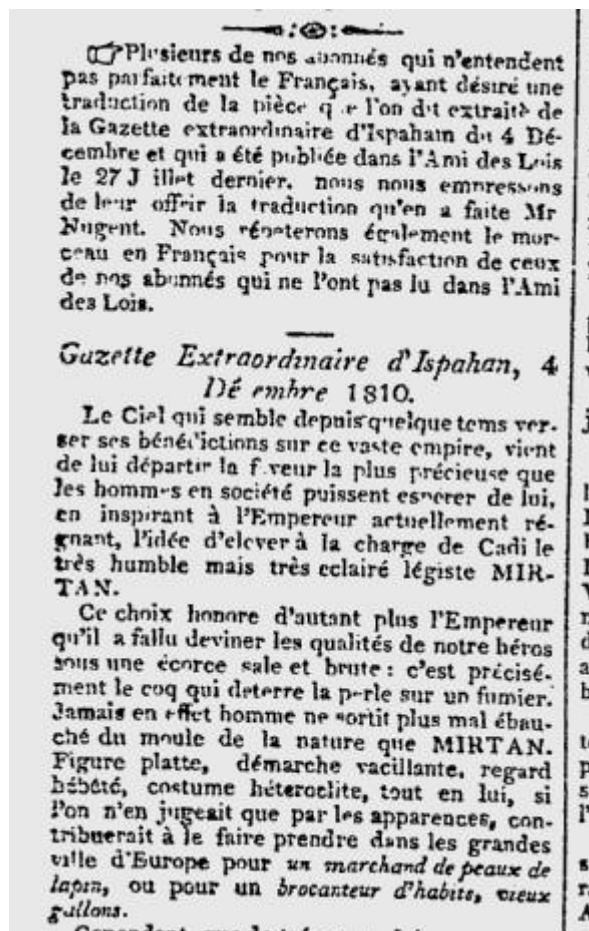 ☞Plusieurs de nos abonnés qui n'entendent
pas parfaitement le Français, ayant désiré une
traduction de la pièce que l'on dit extraite de
la Gazette extraordinaire d'Ispaham du 4 Dé-
cembre et qui a été publiée dans l'Ami des Lois
le 27 Juillet dernier, nous nous empressons
de leur offrir la traduction qu'en a faite Mr
Nugent. Nous répéterons également le mor-
ceau en Français pour la satisfaction de ceux
de nos abonnés qui ne l'ont pas lu dans l'Ami
des Lois.
Gazette Extraordinaire d'Ispahan, 4
Décembre 1810.
Le Ciel qui semble depuis quelque tems ver-
ser ses bénédictions sur ce vaste empire, vient
de lui départir la faveur la plus précieuse que
les hommes en société puissent esperer de lui,
en inspirant à l'Empereur actuellement ré-
gnant, l'idée d'elever à la charge de Cadi le
très humble mais très eclairé légiste MIR-
TAN.
Ce choix honore d'autant plus l'Empereur
qu'il a fallu deviner les qualités de notre héros
sous une écorce sale et brute : c'est précisé-
ment le coq qui deterre la perle sur un fumier.
Jamais en effet homme ne sortit plus mal ébau-
ché du moule de la nature que MIRTAN.
Figure platte, démarche vacillante, regard
hébété, costume héteroclite, tout en lui, si
l'on n'en jugeait que par les apparences, con-
tribuerait à le faire prendre dans les grandes
ville d'Europe pour un marchand de peaux de
lapin, ou pour un brocanteur d'habits, vieux
gallons.